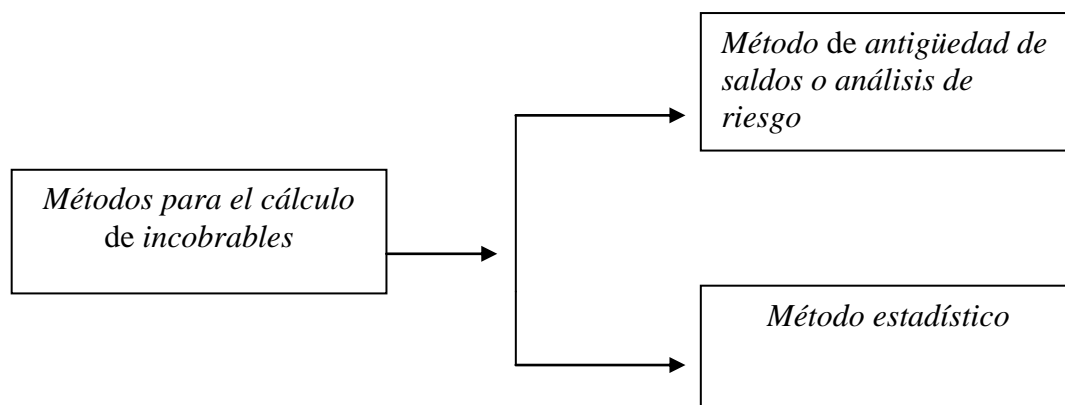 Método de antigüedad de
saldos o análisis de
riesgo
Métodos para el cálculo
de incobrables
Método estadístico